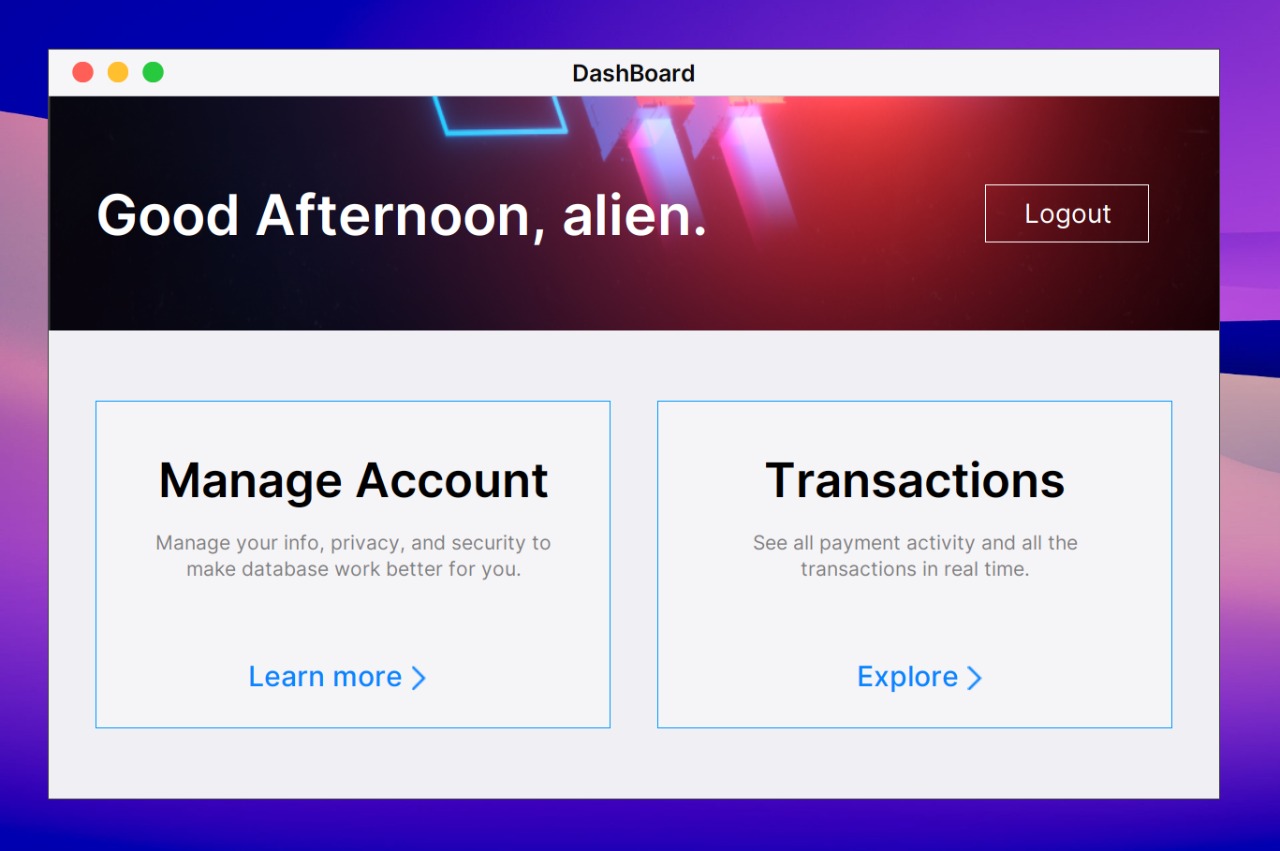 DashBoard
Good Afternoon, alien.
Logout
Manage Account
Manage your info, privacy, and security to
make database work better for you.
Learn more
Transactions
See all payment activity and all the
transactions in real time.
Explore